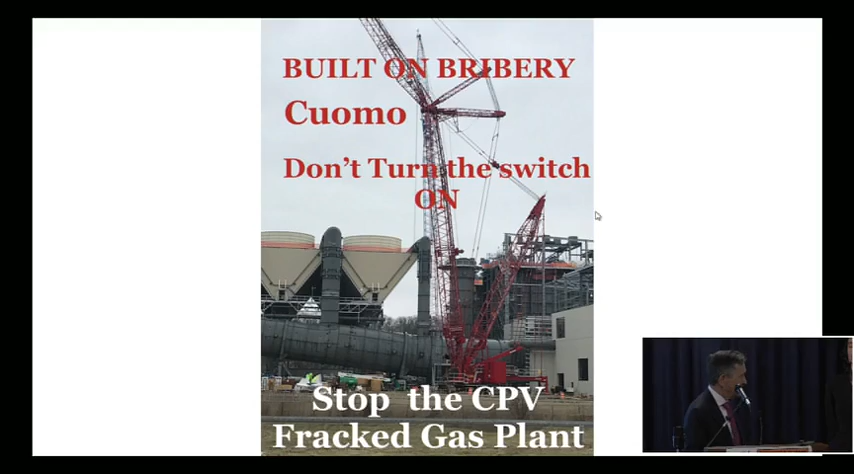 BUILT ON BRIBERY
Cuomo
Don't Turn the switch
ON
Stop the CPV
Fracked Gas Plant